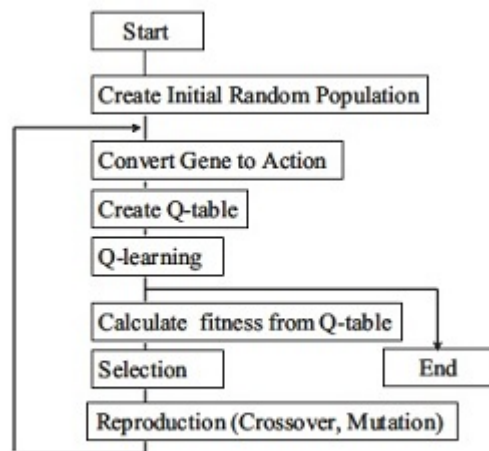 Start
Create Initial Random Population
Convert Gene to Action
Create Q-table
Q-learning
Calculate fitness from Q-table
Selection
End
Reproduction (Crossover, Mutation)